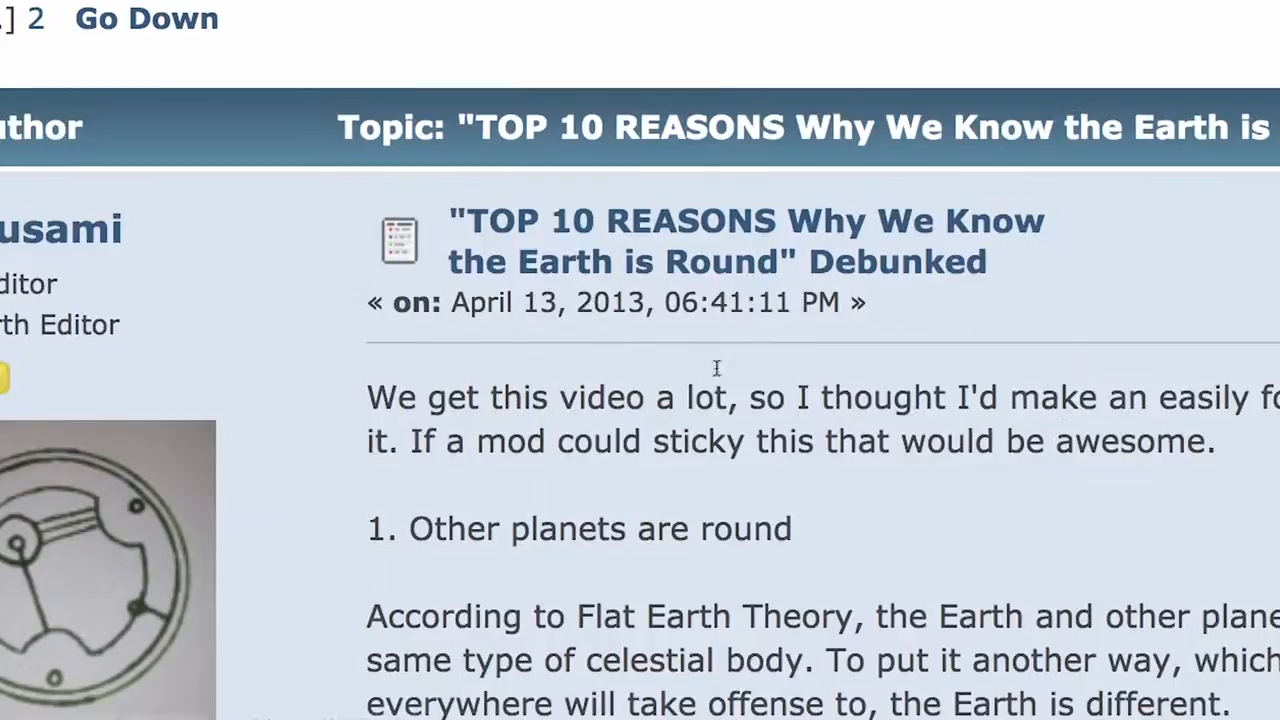 ] 2 Go Down
uthor Topic: "TOP 10 REASONS Why We Know the Earth is
usami
"TOP 10 REASONS Why We Know
the Earth is Round" Debunked
ditor
« on: April 13, 2013, 06:41:11 PM »
rth Editor
We get this video a lot, so I thought I'd make an easily fo
it. If a mod could sticky this that would be awesome.
1. Other planets are round
According to Flat Earth Theory, the Earth and other plane
same type of celestial body. To put it another way, which
everywhere will take offense to, the Earth is different.